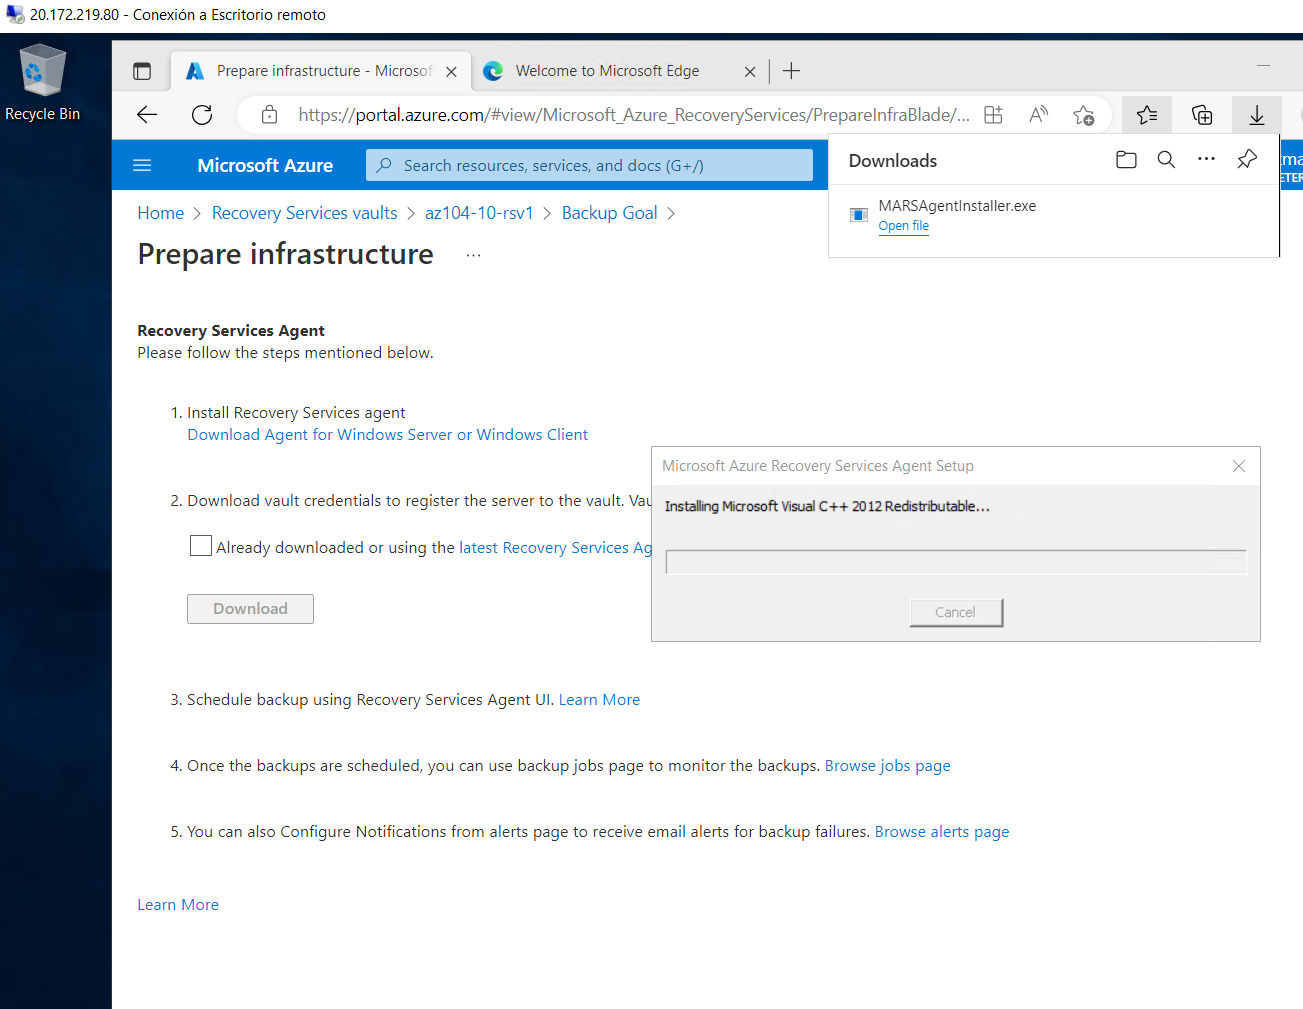 20.172.219.80 - Conexión a Escritorio remoto
Recycle Bin
Prepare infrastructure - Microsof
Welcome to Microsoft Edge
https://portal.azure.com/#view/Microsoft_Azure_RecoveryServices/PrepareInfraBlade/...
Microsoft Azure
Search resources, services, and docs (G+/)
Downloads
MARSAgentInstaller.exe
Open file
Home > Recovery Services vaults > az104-10-rsv1 > Backup Goal >
Prepare infrastructure ...
Recovery Services Agent
Please follow the steps mentioned below.
1. Install Recovery Services agent
Download Agent for Windows Server or Windows Client
2. Download vault credentials to register the server to the vault. Vau
Already downloaded or using the latest Recovery Services Ag
Download
Microsoft Azure Recovery Services Agent Setup
Installing Microsoft Visual C++ 2012 Redistributable...
Cancel
3. Schedule backup using Recovery Services Agent UI. Learn More
4. Once the backups are scheduled, you can use backup jobs page to monitor the backups. Browse jobs page
5. You can also Configure Notifications from alerts page to receive email alerts for backup failures. Browse alerts page
Learn More